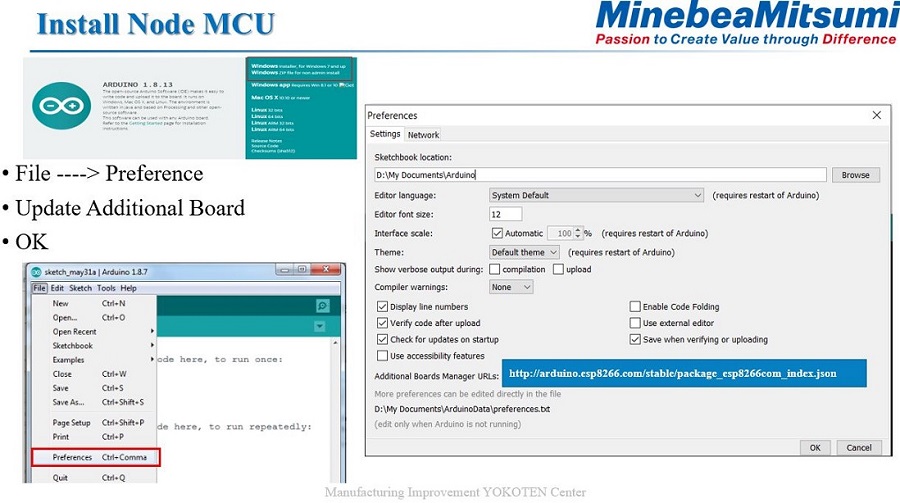 Install Node MCU
MinebeaMitsumi
Passion to Create Value through Difference
ARDUINO 1.8.13
The open-source Arduino Software (IDE) makes it easy to
write code and upload it to the board. It runs on
Windows, Mac OS X, and Linux. The environment is
written in Java and based on Processing and other open-
source software.
This software can be used with any Arduino board.
Refer to the Getting Started page for Installation
instructions.
Windows Installer, for Windows 7 and up
Windows ZIP file for non admin install
Windows app Requires Win 8.1 or 10 Get
Mac OS X 10.10 or newer
Linux 32 bits
Linux 64 bits
Linux ARM 32 bits
Linux ARM 64 bits
Release Notes
Source Code
Checksums (sha512)
• File ----> Preference
• Update Additional Board
• OK
sketch_may31a | Arduino 1.8.7
File Edit Sketch Tools Help
New Ctrl+N
Open... Ctrl+O
Open Recent
Sketchbook
Examples
Close Ctrl+W
Save Ctrl+S
Save As... Ctrl+Shift+S
Page Setup Ctrl+Shift+P
Print Ctrl+P
Preferences Ctrl+Comma
Quit Ctrl+Q
ode here, to run once:
de here, to run repeatedly:
Preferences
Settings Network
Sketchbook location:
D:\My Documents\Arduino Browse
Editor language: System Default (requires restart of Arduino)
Editor font size: 12
Interface scale: Automatic 100 % (requires restart of Arduino)
Theme: Default theme (requires restart of Arduino)
Show verbose output during: compilation upload
Compiler warnings: None
Display line numbers Enable Code Folding
Verify code after upload Use external editor
Check for updates on startup Save when verifying or uploading
Use accessibility features
Additional Boards Manager URLs: http://arduino.esp8266.com/stable/package_esp8266com_index.json
More preferences can be edited directly in the file
D:\My Documents\ArduinoData\preferences.txt
(edit only when Arduino is not running)
OK Cancel
Manufacturing Improvement YOKOTEN Center